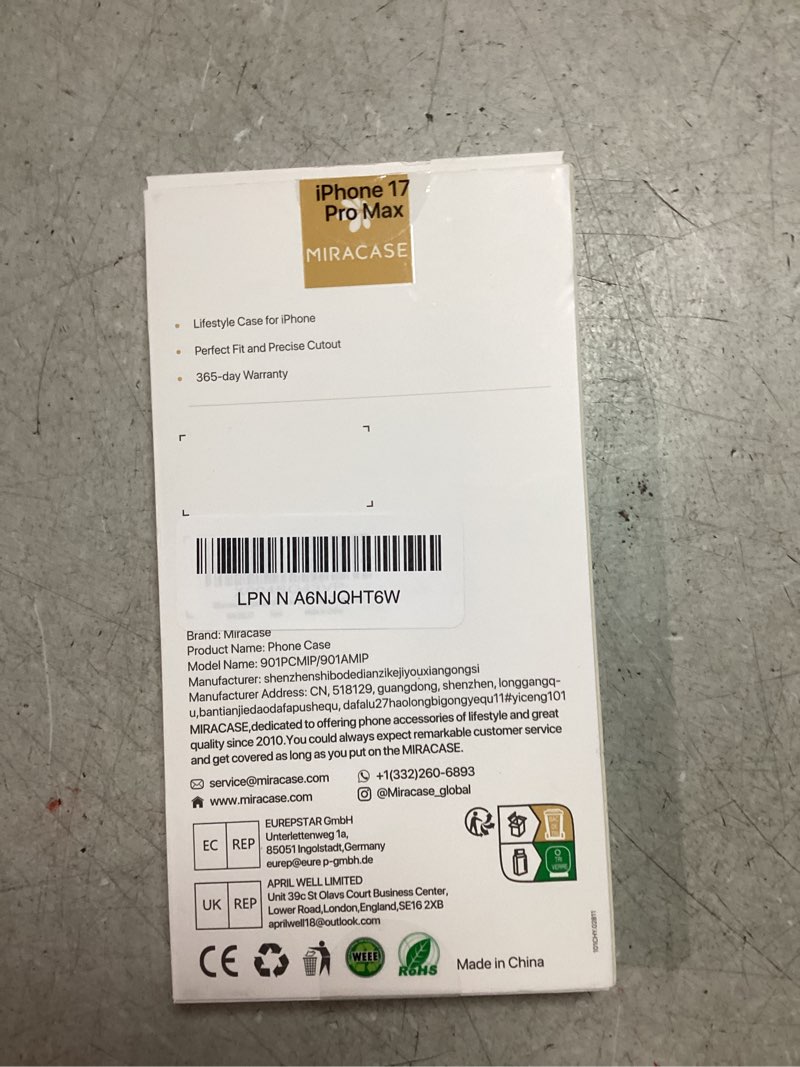 iPhone 17
Pro Max
MIRACASE
Lifestyle Case for iPhone
Perfect Fit and Precise Cutout
365-day Warranty
LPN N A6NJQHT6W
Brand: Miracase
Product Name: Phone Case
Model Name: 901PCMIP/901AMIP
Manufacturer: shenzhenshibodedianzikejiyouxiangongsi
Manufacturer Address: CN, 518129, guangdong, shenzhen, longgangq-
u,bantianjiedaodafapushequ, dafalu27haolongbigongyequ11#yiceng101
MIRACASE,dedicated to offering phone accessories of lifestyle and great
quality since 2010.You could always expect remarkable customer service
and get covered as long as you put on the MIRACASE.
service@miracase.com
+1(332)260-6893
www.miracase.com
@Miracase_global
EC REP
EUREPSTAR GmbH
Unterlettenweg 1a,
85051 Ingolstadt,Germany
eurep@eure p-gmbh.de
UK REP
APRIL WELL LIMITED
Unit 39c St Olavs Court Business Center,
Lower Road,London,England,SE16 2XB
aprilwell18@outlook.com
TRI
VERRE
CE
WEEE
RoHS
Made in China